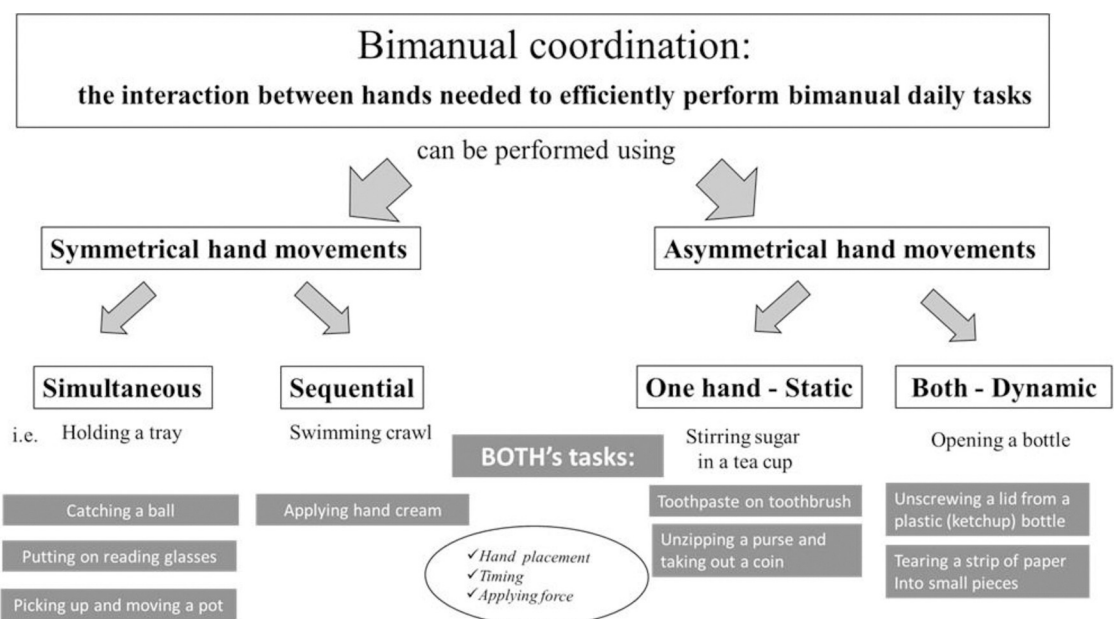 Bimanual coordination:
the interaction between hands needed to efficiently perform bimanual daily tasks
can be performed using
Symmetrical hand movements
Asymmetrical hand movements
Simultaneous
Sequential
One hand - Static
Both - Dynamic
i.e.
Holding a tray
Swimming crawl
Stirring sugar
in a tea cup
Opening a bottle
BOTH's tasks:
Catching a ball
Putting on reading glasses
Picking up and moving a pot
Applying hand cream
✓Hand placement
✓Timing
✓Applying force
Toothpaste on toothbrush
Unzipping a purse and
taking out a coin
Unscrewing a lid from a
plastic (ketchup) bottle
Tearing a strip of paper
Into small pieces